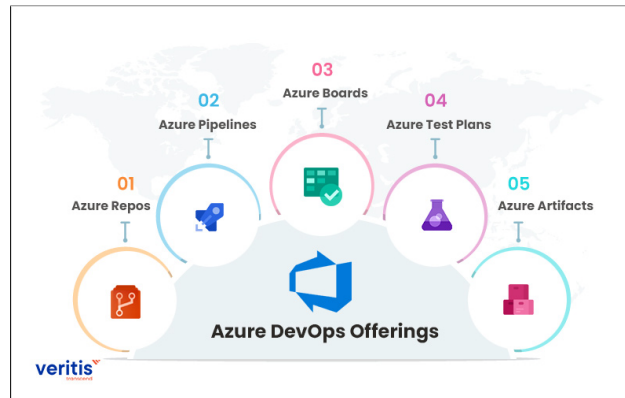 03
Azure Boards
02
Azure Pipelines
04
Azure Test Plans
01
Azure Repos
05
Azure Artifacts
Azure DevOps Offerings
veritis